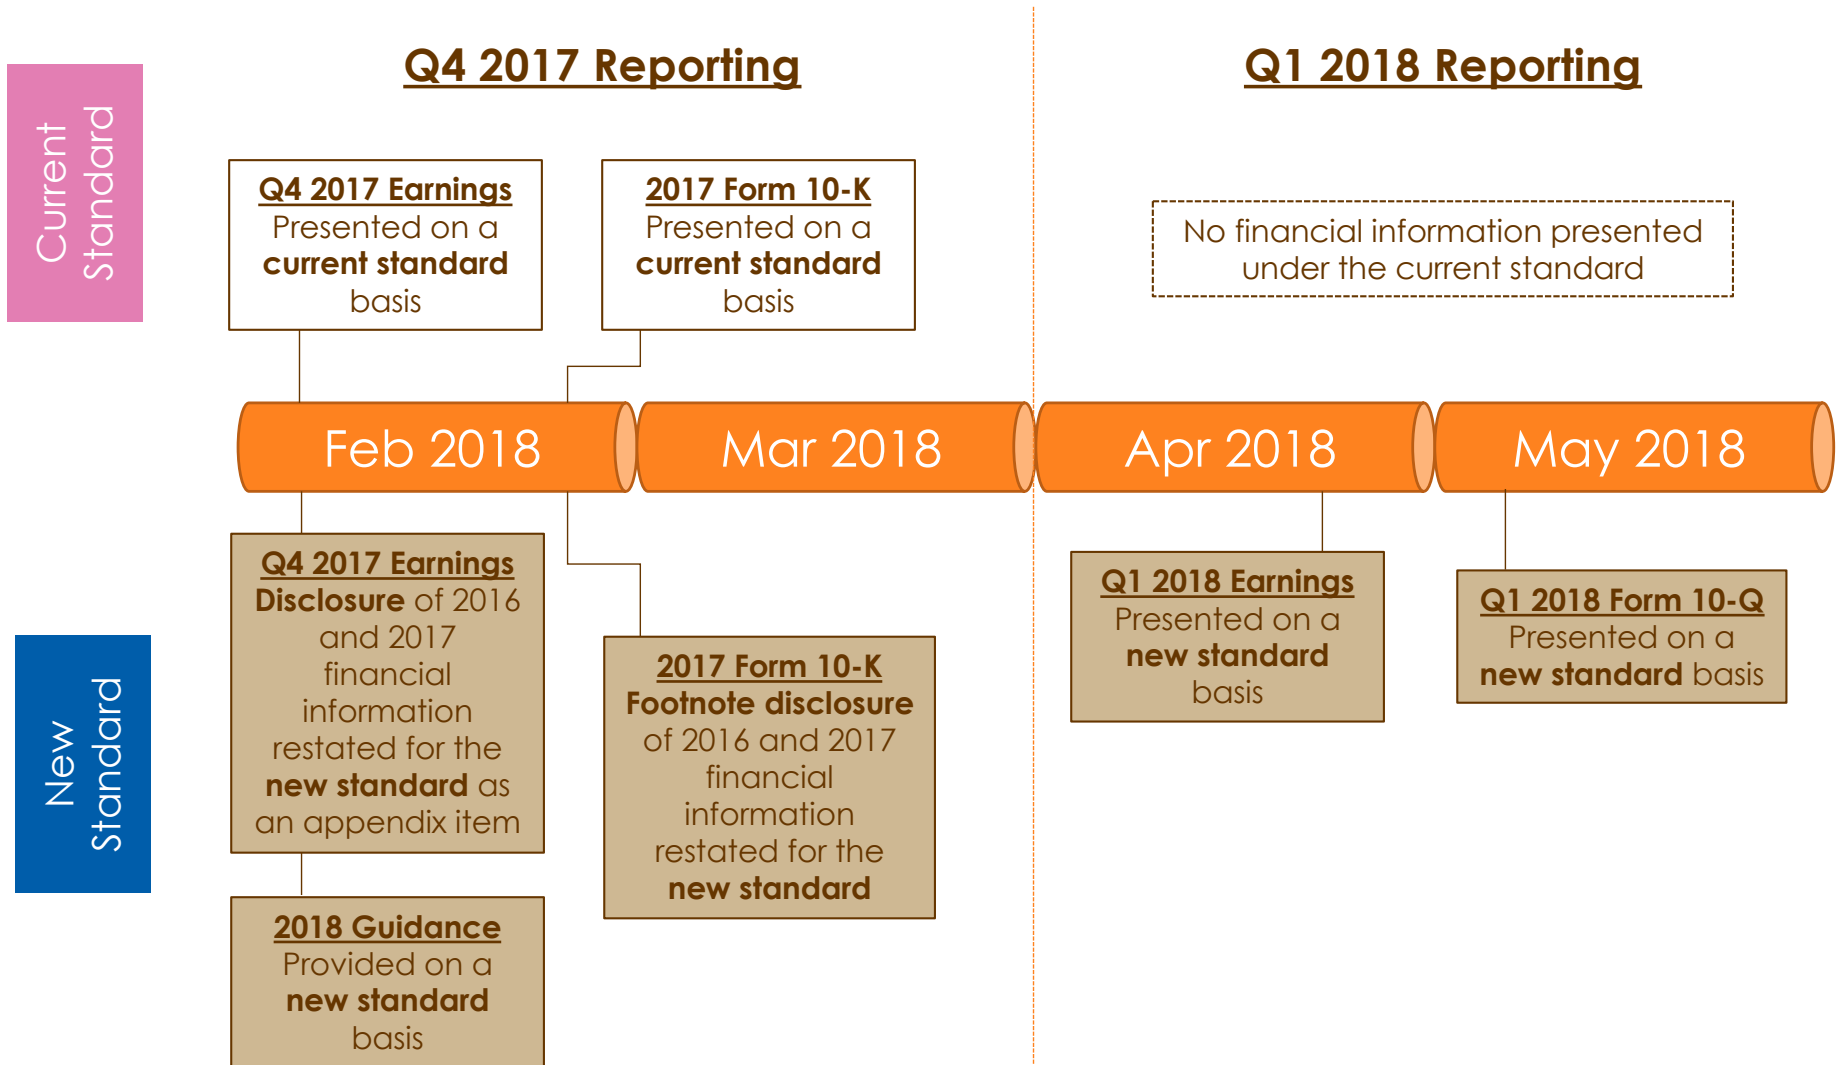 Q4 2017 Reporting
Q1 2018 Reporting
Current
Standard
Q4 2017 Earnings
Presented on a
current standard
basis
2017 Form 10-K
Presented on a
current standard
basis
No financial information presented
under the current standard
Feb 2018
Mar 2018
Apr 2018
May 2018
New
Standard
Q4 2017 Earnings
Disclosure of 2016
and 2017
financial
information
restated for the
new standard as
an appendix item
2018 Guidance
Provided on a
new standard
basis
2017 Form 10-K
Footnote disclosure
of 2016 and 2017
financial
information
restated for the
new standard
Q1 2018 Earnings
Presented on a
new standard
basis
Q1 2018 Form 10-Q
Presented on a
new standard basis